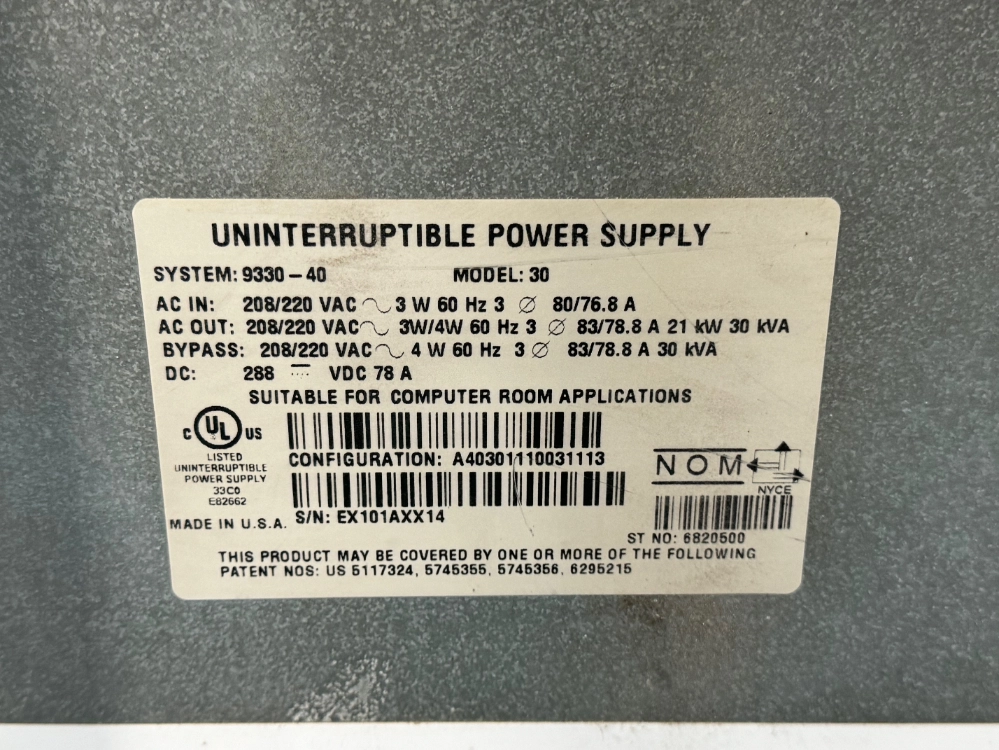 UNINTERRUPTIBLE POWER SUPPLY
SYSTEM: 9330-40 MODEL: 30
AC IN: 208/220 VAC ~ 3 W 60 Hz 3 ∅ 80/76.8 A
AC OUT: 208/220 VAC ~ 3W/4W 60 Hz 3 ∅ 83/78.8 A 21 kW 30 kVA
BYPASS: 208/220 VAC ~ 4 W 60 Hz 3 ∅ 83/78.8 A 30 kVA
DC: 288 ⎓ VDC 78 A
SUITABLE FOR COMPUTER ROOM APPLICATIONS
C UL US
LISTED
UNINTERRUPTIBLE
POWER SUPPLY
33C0
E82662
MADE IN U.S.A.
CONFIGURATION: A40301110031113
S/N: EX101AXX14
NOM
NYCE
ST NO: 6820500
THIS PRODUCT MAY BE COVERED BY ONE OR MORE OF THE FOLLOWING
PATENT NOS: US 5117324, 5745355, 5745356, 6295215